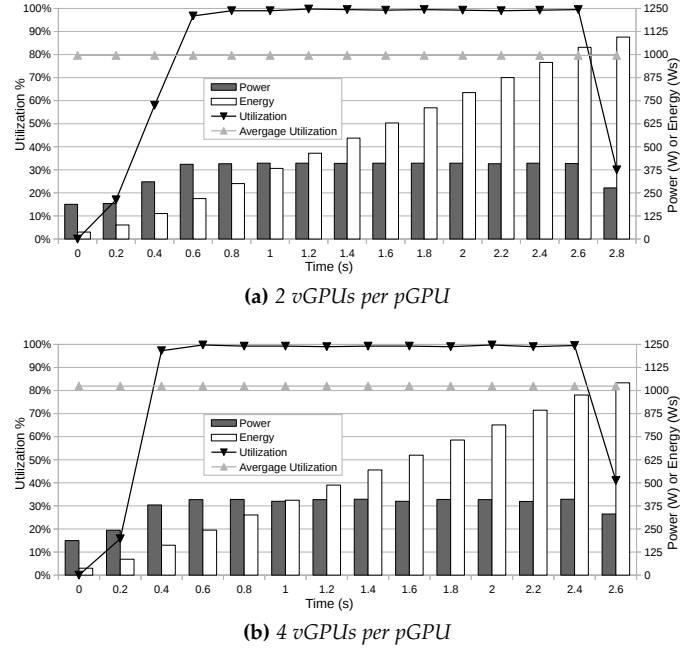 100%
90%
80%
70%
60%
50%
40%
30%
20%
10%
0%
Utilization %
Power
Energy
Utilization
Avergage Utilization
1250
1125
1000
875
750
625
500
375
250
125
0
Power (W) or Energy (Ws)
0 0.2 0.4 0.6 0.8 1 1.2 1.4 1.6 1.8 2 2.2 2.4 2.6 2.8
Time (s)
(a) 2 vGPUs per pGPU
100%
90%
80%
70%
60%
50%
40%
30%
20%
10%
0%
Utilization %
Power
Energy
Utilization
Avergage Utilization
1250
1125
1000
875
750
625
500
375
250
125
0
Power (W) or Energy (Ws)
0 0.2 0.4 0.6 0.8 1 1.2 1.4 1.6 1.8 2 2.2 2.4 2.6
Time (s)
(b) 4 vGPUs per pGPU